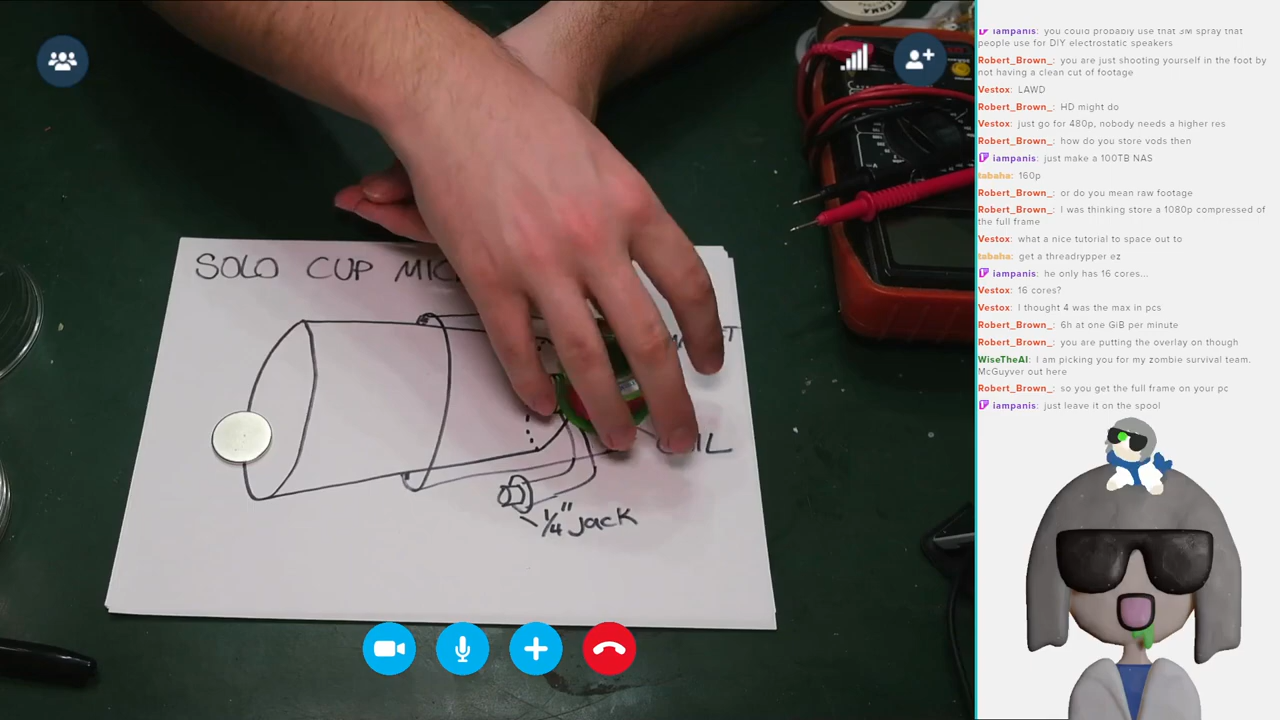 SOLO CUP MIC
COIL
1/4" Jack
iampanis: you could probably use that 3M spray that
people use for DIY electrostatic speakers
Robert_Brown_: you are just shooting yourself in the foot by
not having a clean cut of footage
Vestox: LAWD
Robert_Brown_: HD might do
Vestox: just go for 480p, nobody needs a higher res
Robert_Brown_: how do you store vods then
iampanis: just make a 100TB NAS
tabaha: 160p
Robert_Brown_: or do you mean raw footage
Robert_Brown_: I was thinking store a 1080p compressed of
the full frame
Vestox: what a nice tutorial to space out to
tabaha: get a threadrypper ez
iampanis: he only has 16 cores...
Vestox: 16 cores?
Vestox: I thought 4 was the max in pcs
Robert_Brown_: 6h at one GiB per minute
Robert_Brown_: you are putting the overlay on though
WiseTheAI: I am picking you for my zombie survival team.
McGuyver out here
Robert_Brown_: so you get the full frame on your pc
iampanis: just leave it on the spool